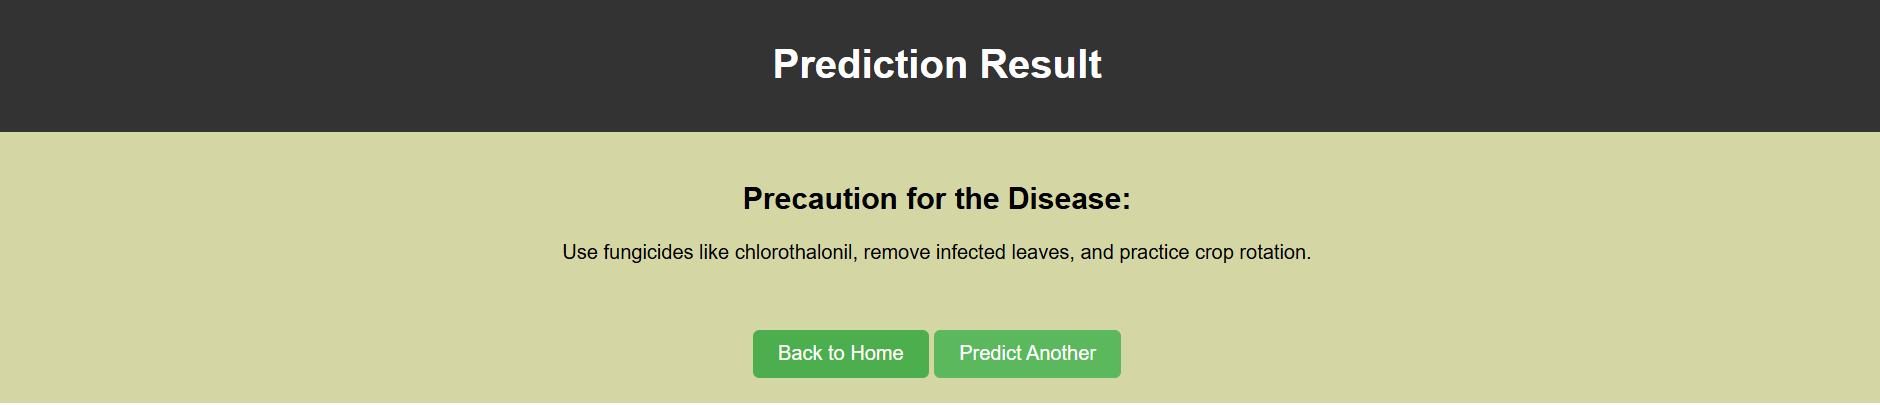 Prediction Result
Precaution for the Disease:
Use fungicides like chlorothalonil, remove infected leaves, and practice crop rotation.
Back to Home
Predict Another